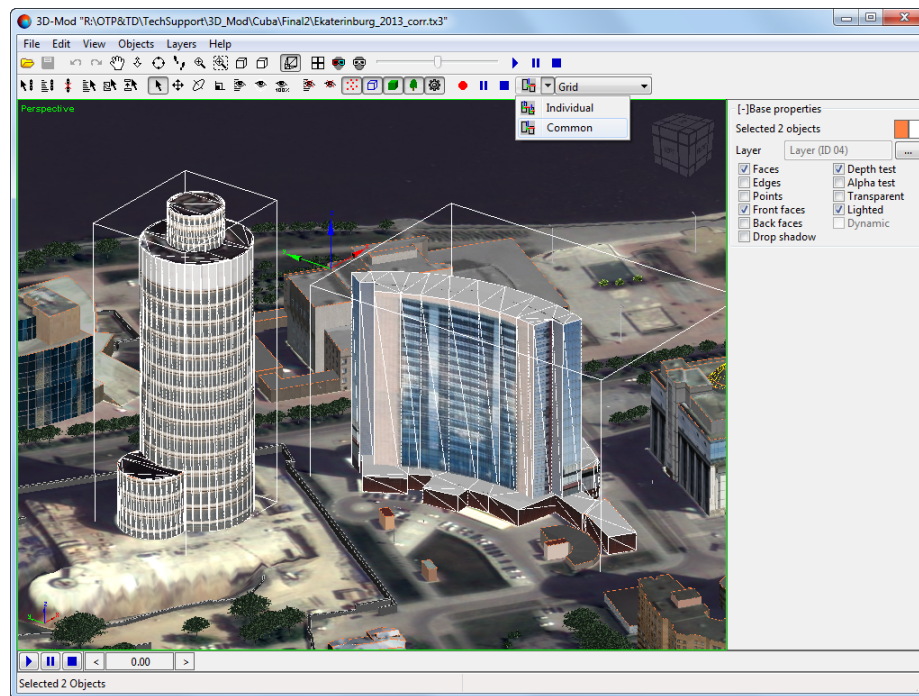 3D-Mod "R:\OTP&TD\TechSupport\3D_Mod\Cuba\Final2\Ekaterinburg_2013_corr.tx3"
File Edit View Objects Layers Help
Grid
Individual
Common
Perspective
[-]Base properties
Selected 2 objects
Layer Layer (ID 04) ...
Faces Depth test
Edges Alpha test
Points Transparent
Front faces Lighted
Back faces Dynamic
Drop shadow
< 0.00 >
Selected 2 Objects